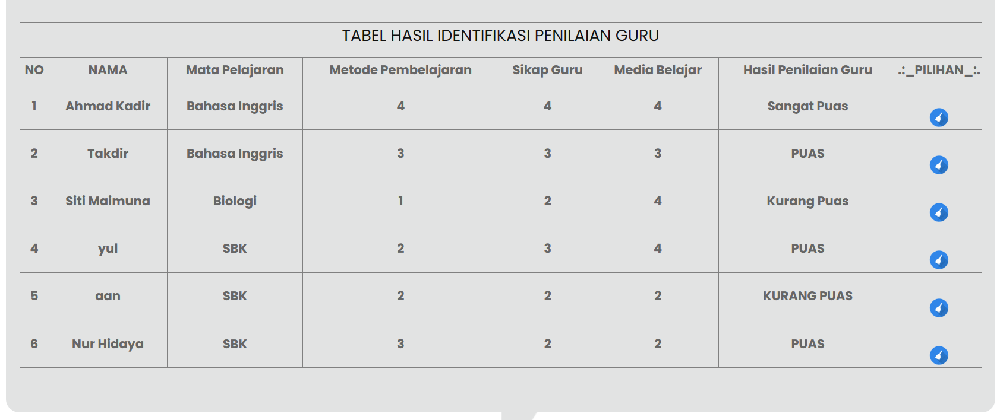 TABEL HASIL IDENTIFIKASI PENILAIAN GURU
NO NAMA Mata Pelajaran Metode Pembelajaran Sikap Guru Media Belajar Hasil Penilaian Guru .:_PILIHAN_:.
1 Ahmad Kadir Bahasa Inggris 4 4 4 Sangat Puas
2 Takdir Bahasa Inggris 3 3 3 PUAS
3 Siti Maimuna Biologi 1 2 4 Kurang Puas
4 yul SBK 2 3 4 PUAS
5 aan SBK 2 2 2 KURANG PUAS
6 Nur Hidaya SBK 3 2 2 PUAS